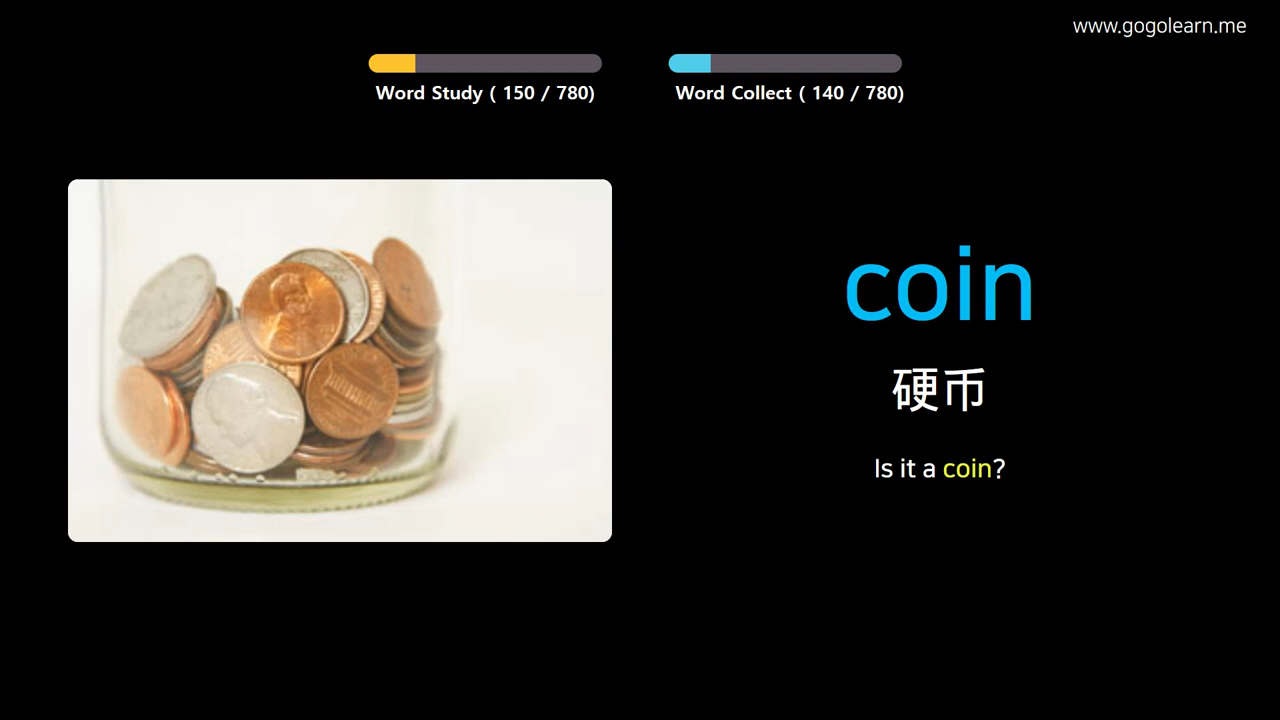 www.gogolearn.me
Word Study ( 150 / 780)
Word Collect ( 140 / 780)
coin
硬币
Is it a coin?